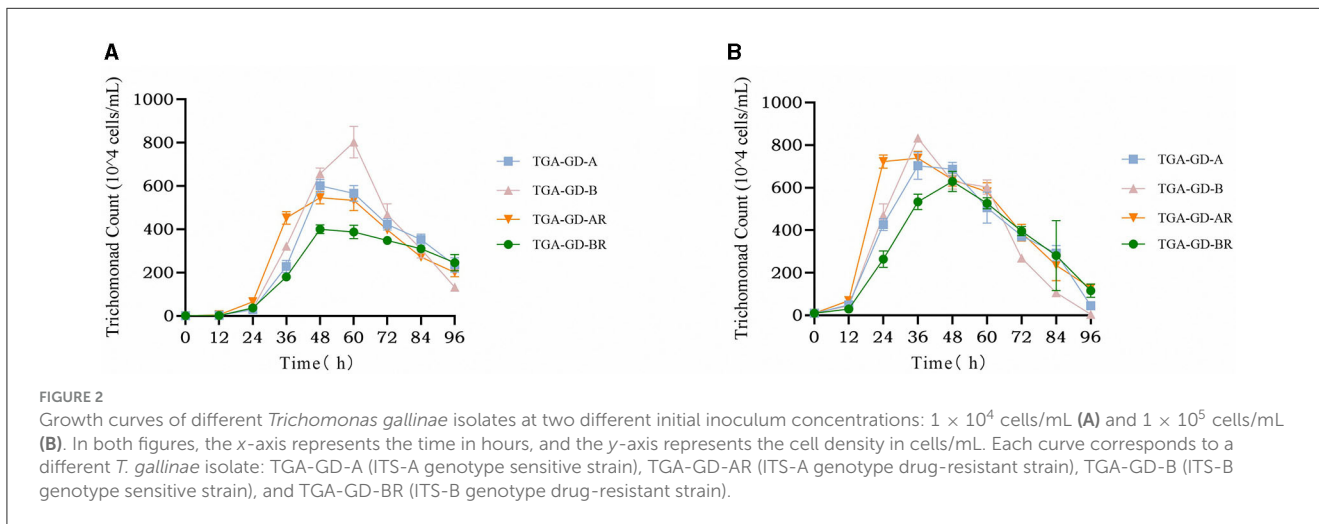 A
B
Trichomonad Count (10^4 cells/mL)
1000
800
600
400
200
0
0 12 24 36 48 60 72 84 96
Time( h)
TGA-GD-A
TGA-GD-B
TGA-GD-AR
TGA-GD-BR
Trichomonad Count (10^4 cells/mL)
1000
800
600
400
200
0
0 12 24 36 48 60 72 84 96
Time( h)
TGA-GD-A
TGA-GD-B
TGA-GD-AR
TGA-GD-BR
FIGURE 2
Growth curves of different Trichomonas gallinae isolates at two different initial inoculum concentrations: 1 × 10⁴ cells/mL (A) and 1 × 10⁵ cells/mL
(B). In both figures, the x-axis represents the time in hours, and the y-axis represents the cell density in cells/mL. Each curve corresponds to a
different T. gallinae isolate: TGA-GD-A (ITS-A genotype sensitive strain), TGA-GD-AR (ITS-A genotype drug-resistant strain), TGA-GD-B (ITS-B
genotype sensitive strain), and TGA-GD-BR (ITS-B genotype drug-resistant strain).